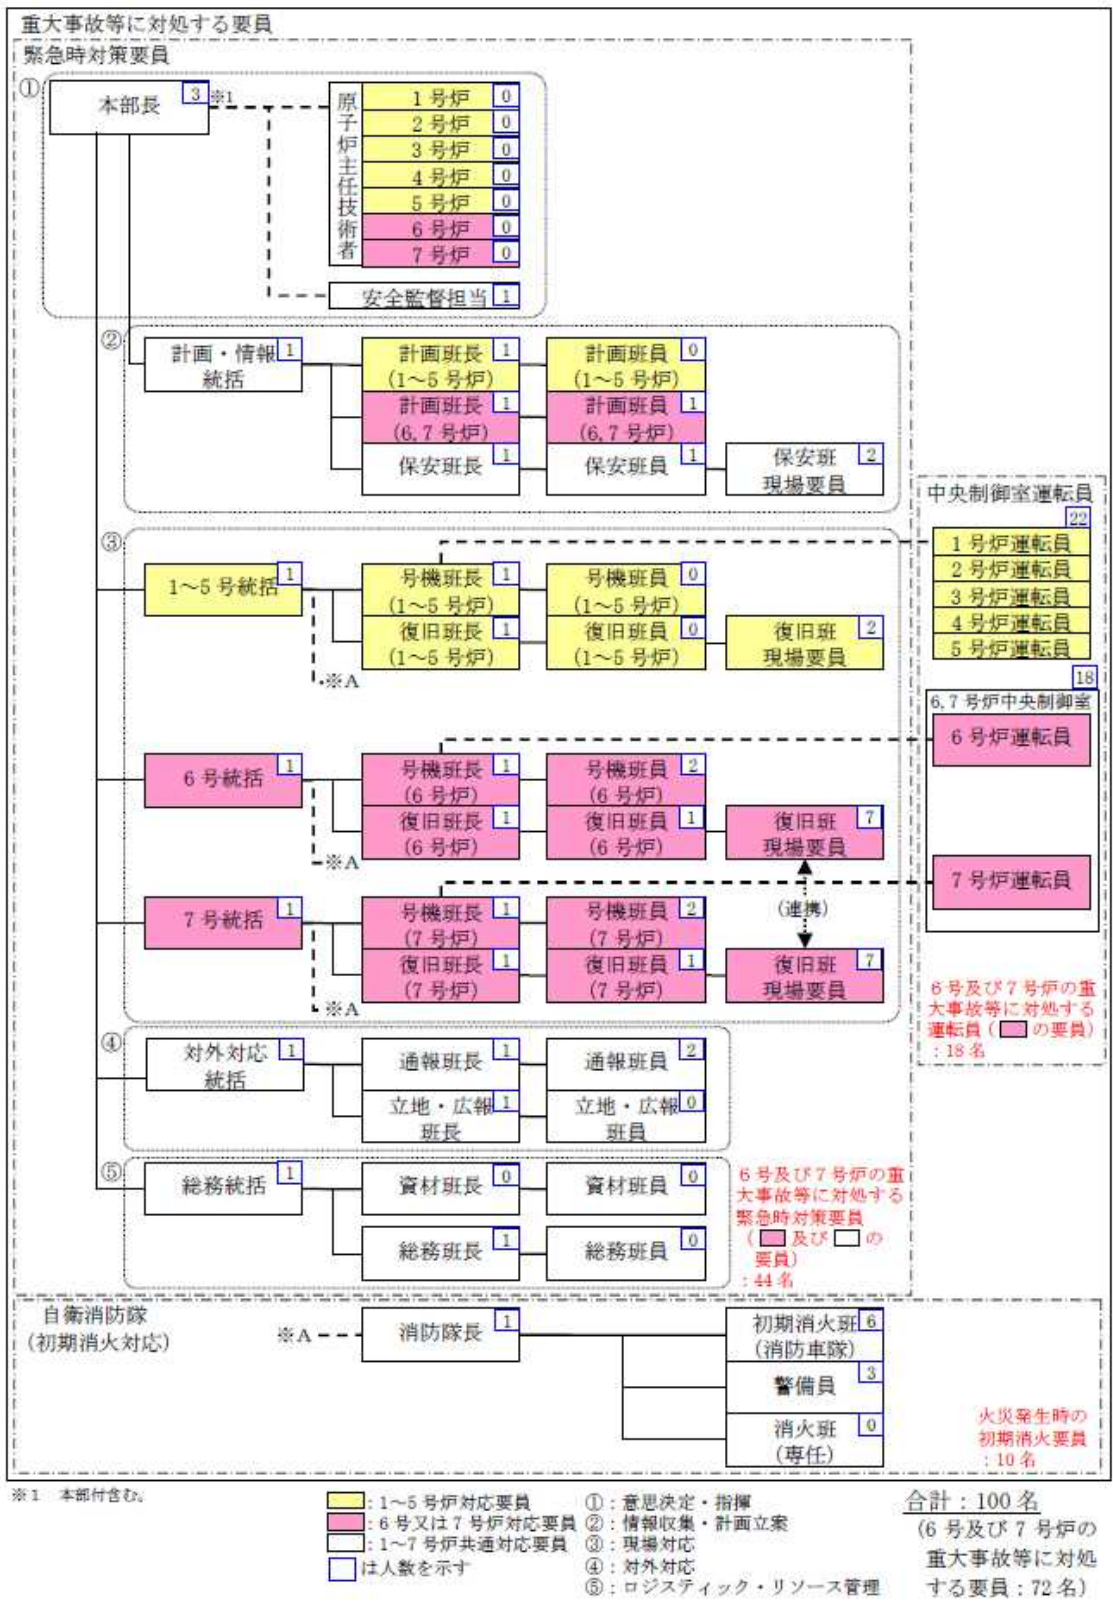 重大事故等に対処する要員
緊急時対策要員
①
本部長 3 ※1
原子炉主任技術者
1号炉 0
2号炉 0
3号炉 0
4号炉 0
5号炉 0
6号炉 0
7号炉 0
安全監督担当 1
②
計画・情報 1
統括
計画班長 1
(1～5号炉)
計画班員 0
(1～5号炉)
計画班長 1
(6,7号炉)
計画班員 1
(6,7号炉)
保安班長 1
保安班員 1
保安班 2
現場要員
中央制御室運転員
22
1号炉運転員
2号炉運転員
3号炉運転員
4号炉運転員
5号炉運転員
18
6,7号炉中央制御室
6号炉運転員
7号炉運転員
6号及び7号炉の重
大事故等に対処する
運転員(の要員)
:18名
③
1～5号統括 1
号機班長 1
(1～5号炉)
号機班員 0
(1～5号炉)
復旧班長 1
(1～5号炉)
復旧班員 0
(1～5号炉)
復旧班 2
現場要員
※A
6号統括 1
号機班長 1
(6号炉)
号機班員 2
(6号炉)
復旧班長 1
(6号炉)
復旧班員 1
(6号炉)
復旧班 7
現場要員
※A
(連携)
7号統括 1
号機班長 1
(7号炉)
号機班員 2
(7号炉)
復旧班長 1
(7号炉)
復旧班員 1
(7号炉)
復旧班 7
現場要員
※A
④
対外対応 1
統括
通報班長 1
通報班員 2
立地・広報 1
班長
立地・広報 0
班員
⑤
総務統括 1
資材班長 0
資材班員 0
総務班長 1
総務班員 0
6号及び7号炉の重
大事故等に対処する
緊急時対策要員
(及びの
要員)
:44名
自衛消防隊
(初期消火対応)
※A
消防隊長 1
初期消火班 6
(消防車隊)
警備員 3
消火班 0
(専任)
火災発生時の
初期消火要員
:10名
※1 本部付含む。
:1～5号炉対応要員
:6号又は7号炉対応要員
:1～7号炉共通対応要員
は人数を示す
①:意思決定・指揮
②:情報収集・計画立案
③:現場対応
④:対外対応
⑤:ロジスティック・リソース管理
合計:100名
(6号及び7号炉の
重大事故等に対処
する要員:72名)